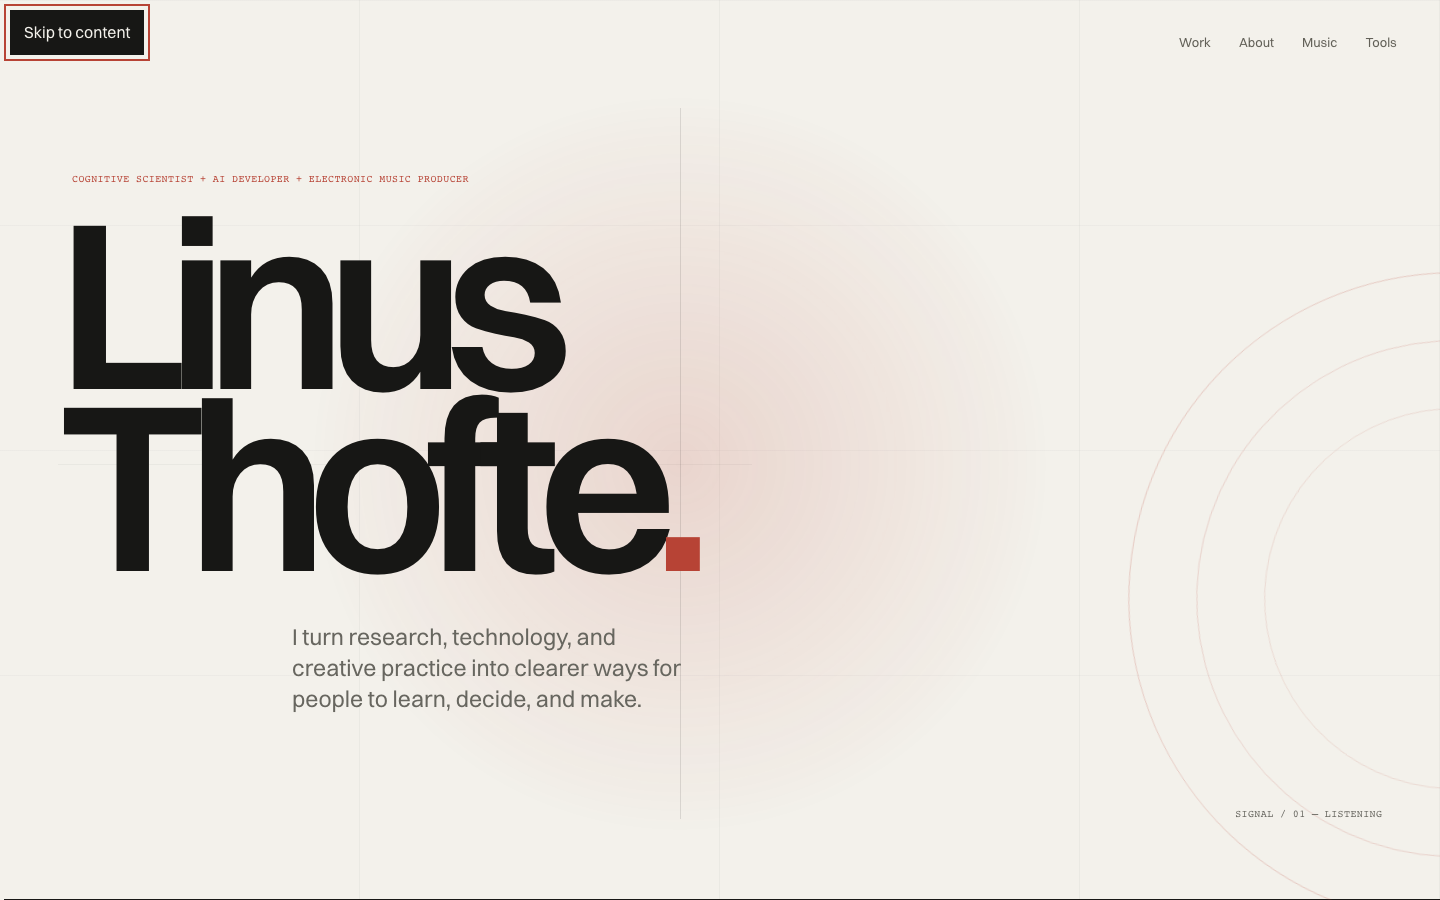 Skip to content
Work About Music Tools
COGNITIVE SCIENTIST + AI DEVELOPER + ELECTRONIC MUSIC PRODUCER
Linus
Thofte.
I turn research, technology, and
creative practice into clearer ways for
people to learn, decide, and make.
SIGNAL / 01 — LISTENING